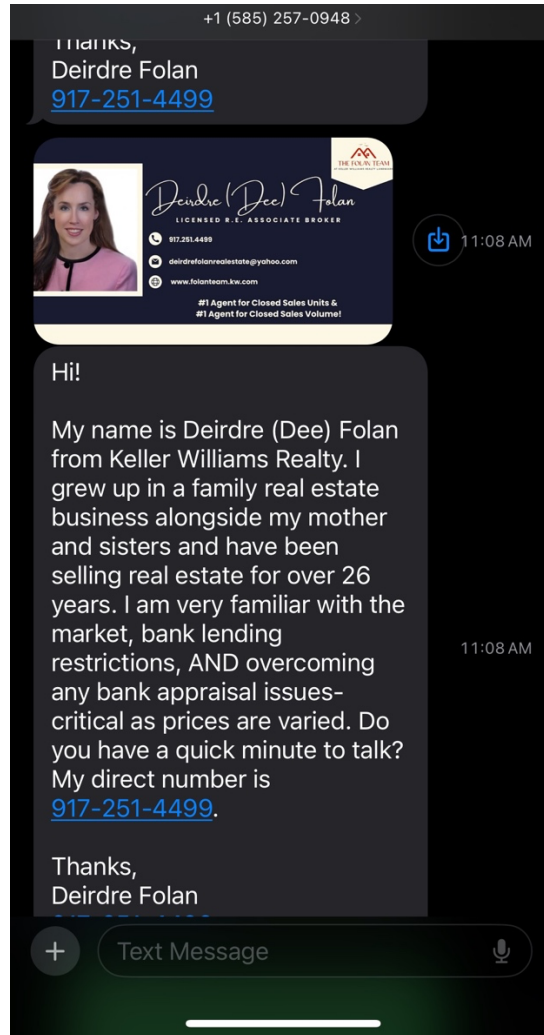 +1 (585) 257-0948 >
Thanks,
Deirdre Folan
917-251-4499
THE FOLAN TEAM
Deirdre (Dee) Folan
LICENSED R.E. ASSOCIATE BROKER
917.251.4499
deirdrefolanrealestate@yahoo.com
www.folanteam.kw.com
#1 Agent for Closed Sales Units &
#1 Agent for Closed Sales Volume!
11:08 AM
Hi!
My name is Deirdre (Dee) Folan
from Keller Williams Realty. I
grew up in a family real estate
business alongside my mother
and sisters and have been
selling real estate for over 26
years. I am very familiar with the
market, bank lending
restrictions, AND overcoming
any bank appraisal issues-
critical as prices are varied. Do
you have a quick minute to talk?
My direct number is
917-251-4499.
11:08 AM
Thanks,
Deirdre Folan
Text Message